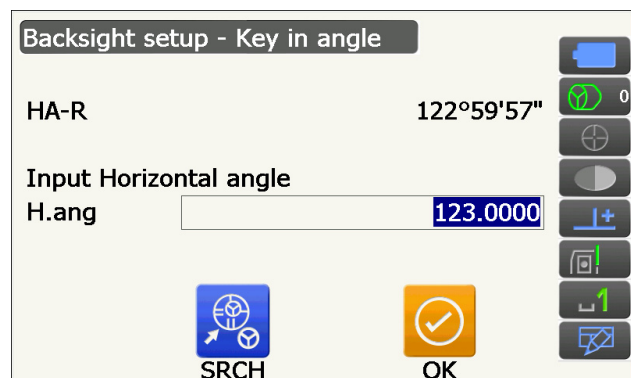 Backsight setup - Key in angle
0
HA-R 122°59'57"
Input Horizontal angle
H.ang 123.0000
1
SRCH OK